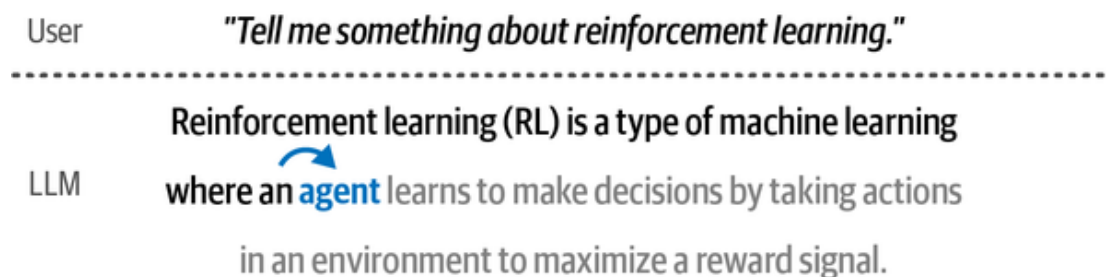 User "Tell me something about reinforcement learning."
Reinforcement learning (RL) is a type of machine learning
LLM where an agent learns to make decisions by taking actions
in an environment to maximize a reward signal.